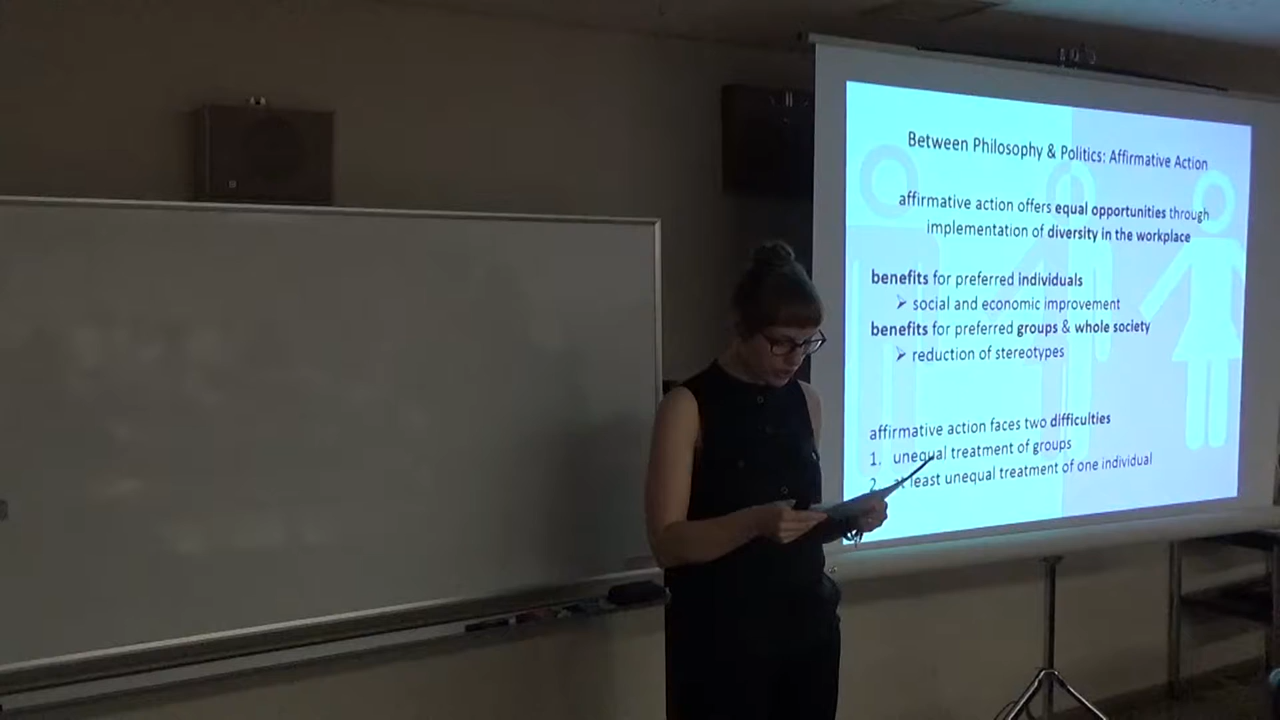 Between Philosophy & Politics: Affirmative Action
affirmative action offers equal opportunities through
implementation of diversity in the workplace
benefits for preferred individuals
➢ social and economic improvement
benefits for preferred groups & whole society
➢ reduction of stereotypes
affirmative action faces two difficulties
1. unequal treatment of groups
2. at least unequal treatment of one individual